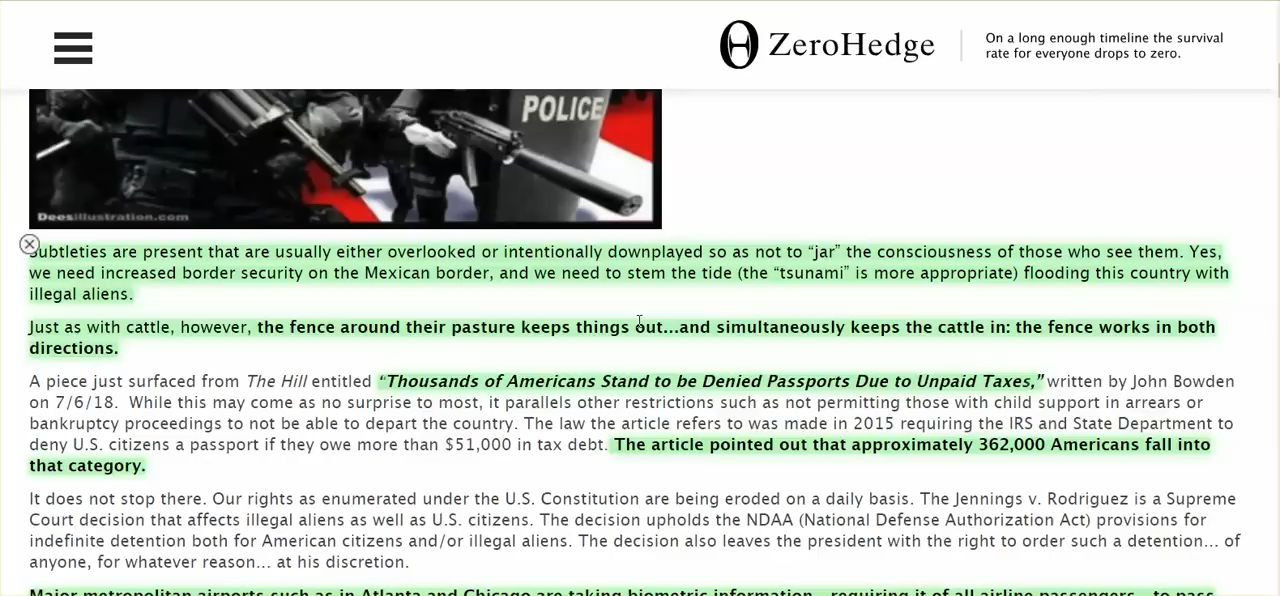 ZeroHedge
On a long enough timeline the survival
rate for everyone drops to zero.
POLICE
Deesillustration.com
Subtleties are present that are usually either overlooked or intentionally downplayed so as not to “jar” the consciousness of those who see them. Yes,
we need increased border security on the Mexican border, and we need to stem the tide (the “tsunami” is more appropriate) flooding this country with
illegal aliens.
Just as with cattle, however, the fence around their pasture keeps things out...and simultaneously keeps the cattle in: the fence works in both
directions.
A piece just surfaced from The Hill entitled “Thousands of Americans Stand to be Denied Passports Due to Unpaid Taxes,” written by John Bowden
on 7/6/18.  While this may come as no surprise to most, it parallels other restrictions such as not permitting those with child support in arrears or
bankruptcy proceedings to not be able to depart the country. The law the article refers to was made in 2015 requiring the IRS and State Department to
deny U.S. citizens a passport if they owe more than $51,000 in tax debt. The article pointed out that approximately 362,000 Americans fall into
that category.
It does not stop there. Our rights as enumerated under the U.S. Constitution are being eroded on a daily basis. The Jennings v. Rodriguez is a Supreme
Court decision that affects illegal aliens as well as U.S. citizens. The decision upholds the NDAA (National Defense Authorization Act) provisions for
indefinite detention both for American citizens and/or illegal aliens. The decision also leaves the president with the right to order such a detention... of
anyone, for whatever reason... at his discretion.
Major metropolitan airports such as in Atlanta and Chicago are taking biometric information...requiring it of all airline passengers...to pass